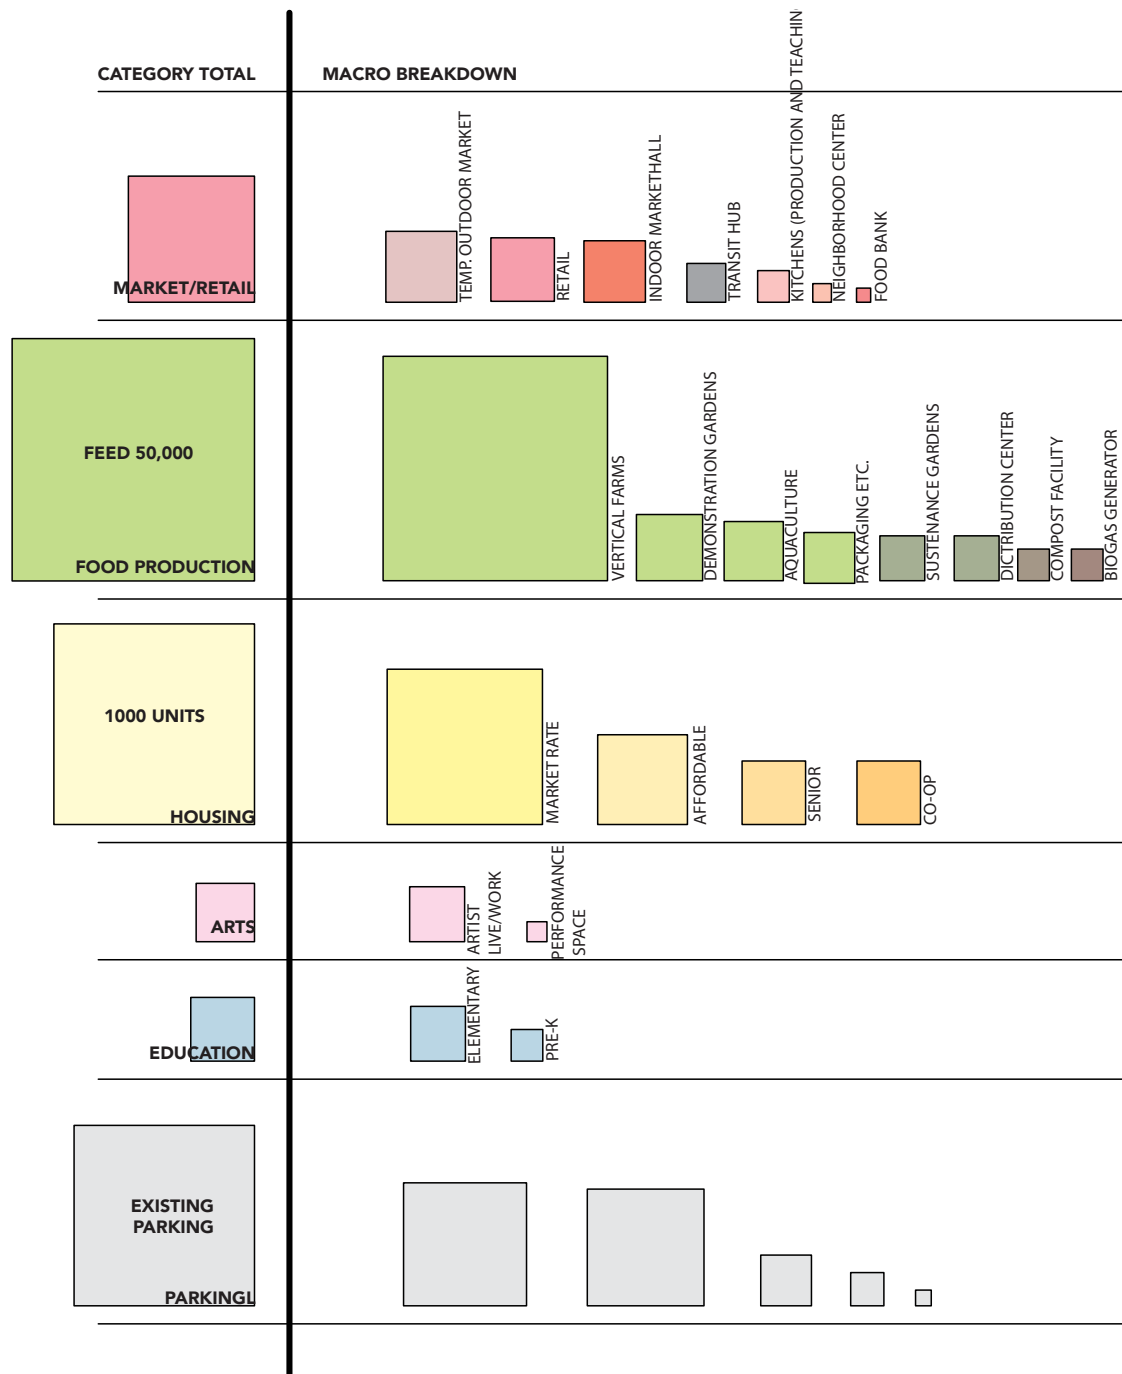 CATEGORY TOTAL
MACRO BREAKDOWN
MARKET/RETAIL
TEMP. OUTDOOR MARKET
RETAIL
INDOOR MARKETHALL
TRANSIT HUB
KITCHENS (PRODUCTION AND TEACHIN
NEIGHBORHOOD CENTER
FOOD BANK
FEED 50,000
FOOD PRODUCTION
VERTICAL FARMS
DEMONSTRATION GARDENS
AQUACULTURE
PACKAGING ETC.
SUSTENANCE GARDENS
DICTRIBUTION CENTER
COMPOST FACILITY
BIOGAS GENERATOR
1000 UNITS
HOUSING
MARKET RATE
AFFORDABLE
SENIOR
CO-OP
ARTS
ARTIST
LIVE/WORK
PERFORMANCE
SPACE
EDUCATION
ELEMENTARY
PRE-K
EXISTING
PARKING
PARKINGL